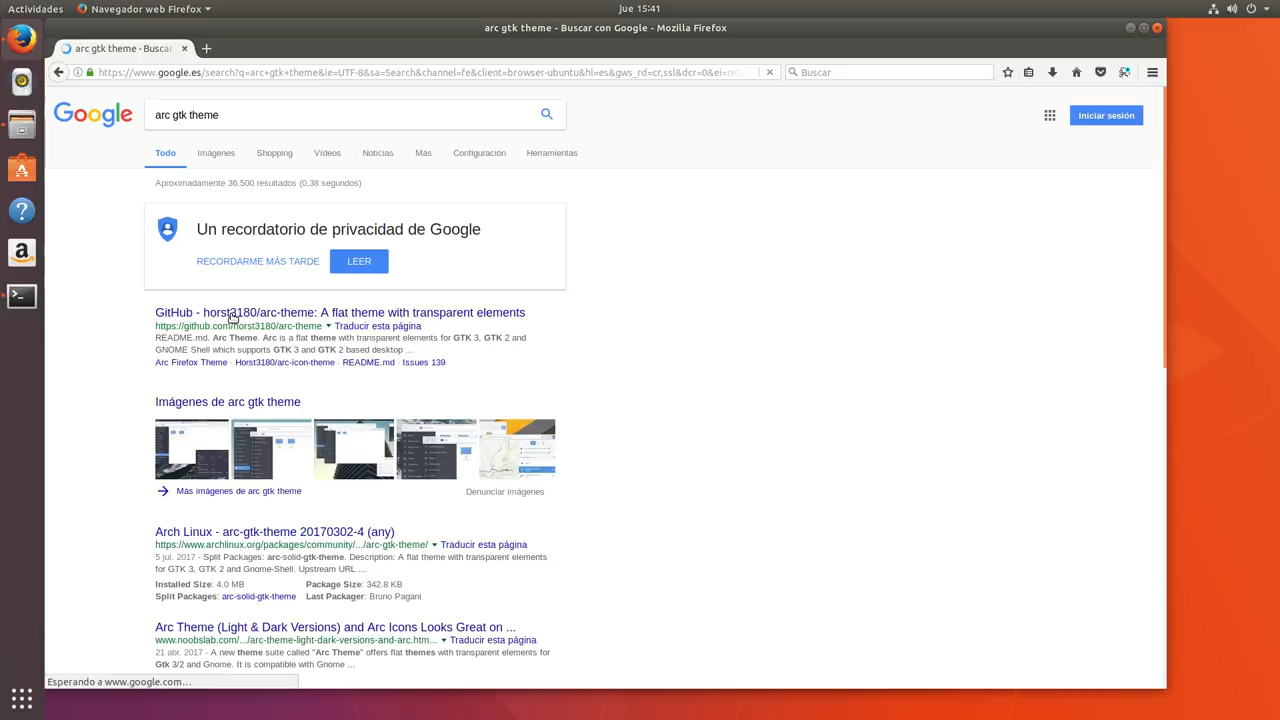 Actividades
Navegador web Firefox
jue 15:41
arc gtk theme - Buscar con Google - Mozilla Firefox
arc gtk theme - Buscar
https://www.google.es/search?q=arc+gtk+theme&ie=UTF-8&sa=Search&channel=fe&client=browser-ubuntu&hl=es&gws_rd=cr,ssl&dcr=0&ei=
Buscar
Google
arc gtk theme
Iniciar sesión
Todo
Imágenes
Shopping
Vídeos
Noticias
Más
Configuración
Herramientas
Aproximadamente 36.500 resultados (0,38 segundos)
Un recordatorio de privacidad de Google
RECORDARME MÁS TARDE
LEER
GitHub - horst3180/arc-theme: A flat theme with transparent elements
https://github.com/horst3180/arc-theme
Traducir esta página
README.md. Arc Theme. Arc is a flat theme with transparent elements for GTK 3, GTK 2 and
GNOME Shell which supports GTK 3 and GTK 2 based desktop ...
Arc Firefox Theme · Horst3180/arc-icon-theme · README.md · Issues 139
Imágenes de arc gtk theme
Más imágenes de arc gtk theme
Denunciar imágenes
Arch Linux - arc-gtk-theme 20170302-4 (any)
https://www.archlinux.org/packages/community/.../arc-gtk-theme/
Traducir esta página
5 jul. 2017 - Split Packages: arc-solid-gtk-theme. Description: A flat theme with transparent elements
for GTK 3, GTK 2 and Gnome-Shell. Upstream URL ...
Installed Size: 4.0 MB
Package Size: 342.8 KB
Split Packages: arc-solid-gtk-theme
Last Packager: Bruno Pagani
Arc Theme (Light & Dark Versions) and Arc Icons Looks Great on ...
www.noobslab.com/.../arc-theme-light-dark-versions-and-arc.htm...
Traducir esta página
21 abr. 2017 - A new theme suite called "Arc Theme" offers flat themes with transparent elements for
Gtk 3/2 and Gnome. It is compatible with Gnome ...
Esperando a www.google.com…